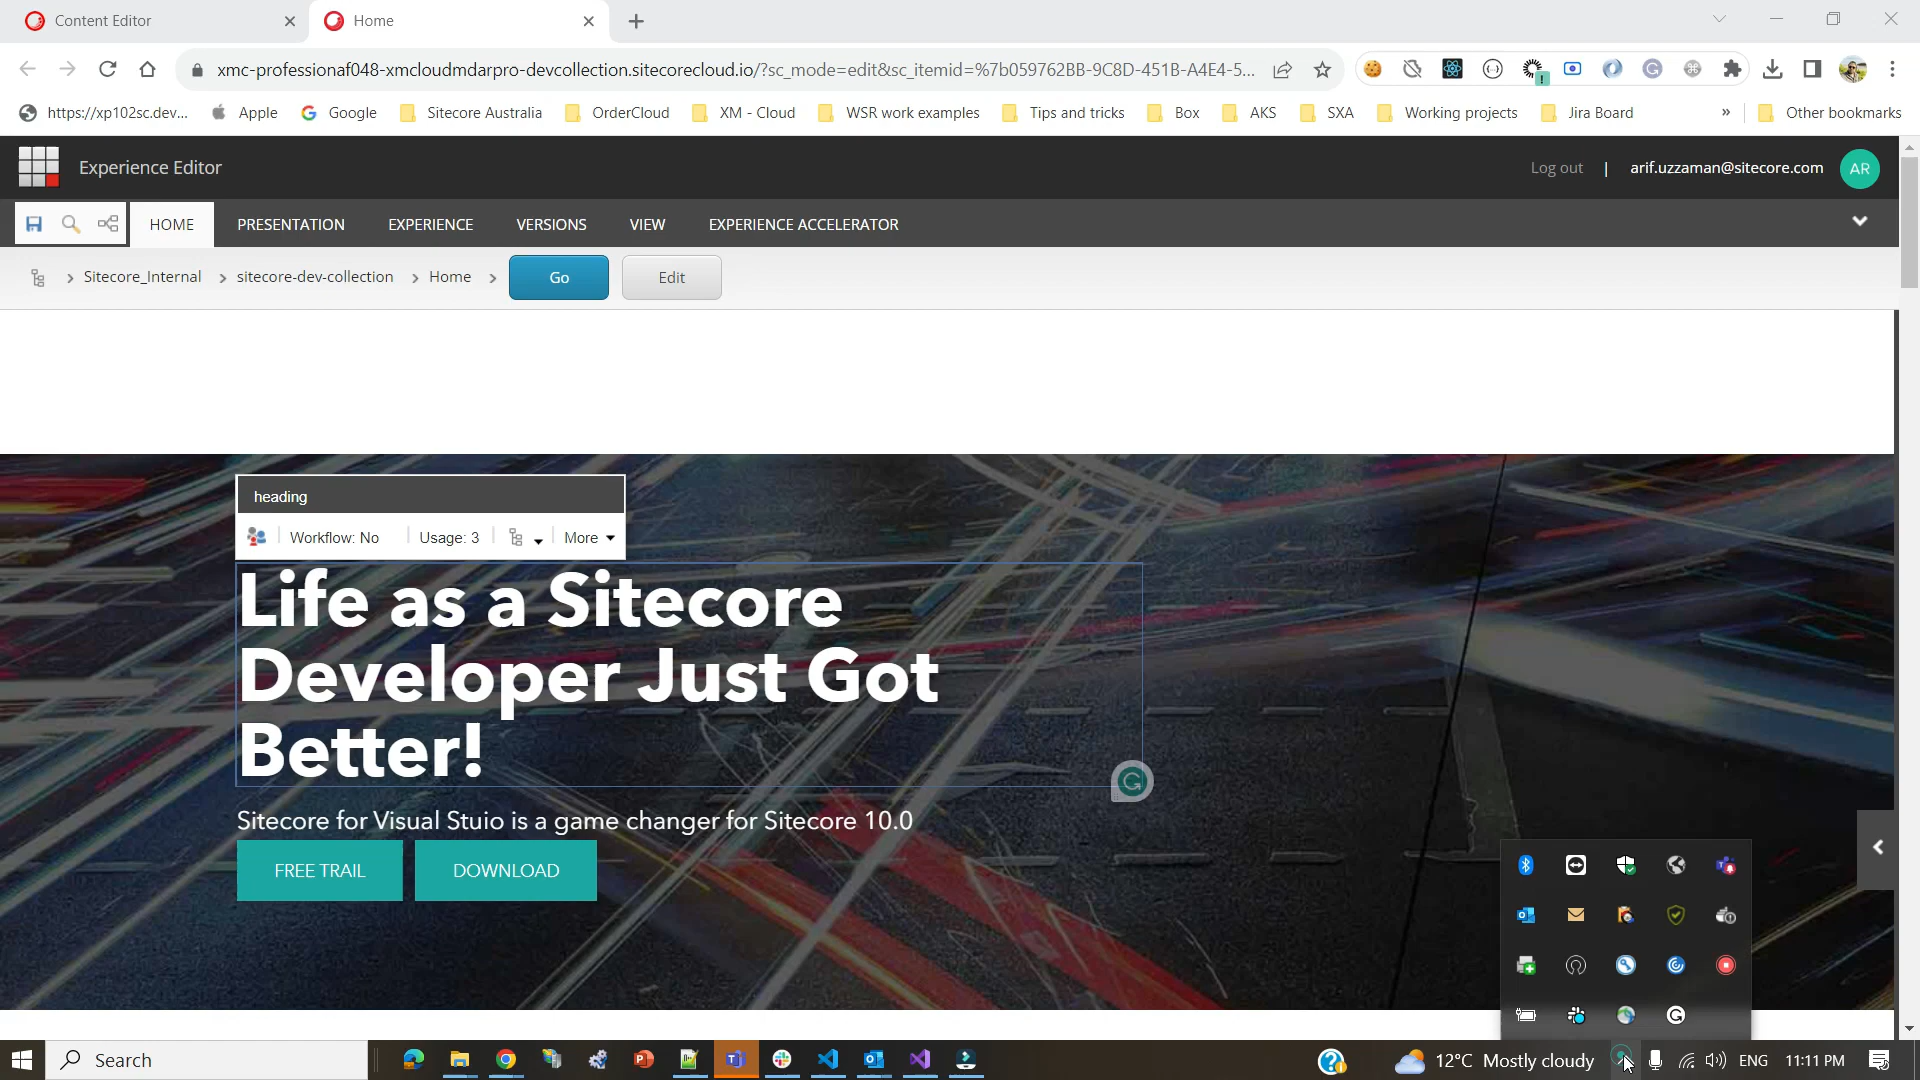 Content Editor
Home
xmc-professionaf048-xmcloudmdarpro-devcollection.sitecorecloud.io/?sc_mode=edit&sc_itemid=%7b059762BB-9C8D-451B-A4E4-5...
https://xp102sc.dev... Apple Google Sitecore Australia OrderCloud XM - Cloud WSR work examples Tips and tricks Box AKS SXA Working projects Jira Board » Other bookmarks
Experience Editor
Log out | arif.uzzaman@sitecore.com AR
HOME PRESENTATION EXPERIENCE VERSIONS VIEW EXPERIENCE ACCELERATOR
Sitecore_Internal sitecore-dev-collection Home Go Edit
heading
Workflow: No Usage: 3 More
Life as a Sitecore
Developer Just Got
Better!
Sitecore for Visual Stuio is a game changer for Sitecore 10.0
FREE TRAIL DOWNLOAD
Search
12°C Mostly cloudy ENG 11:11 PM